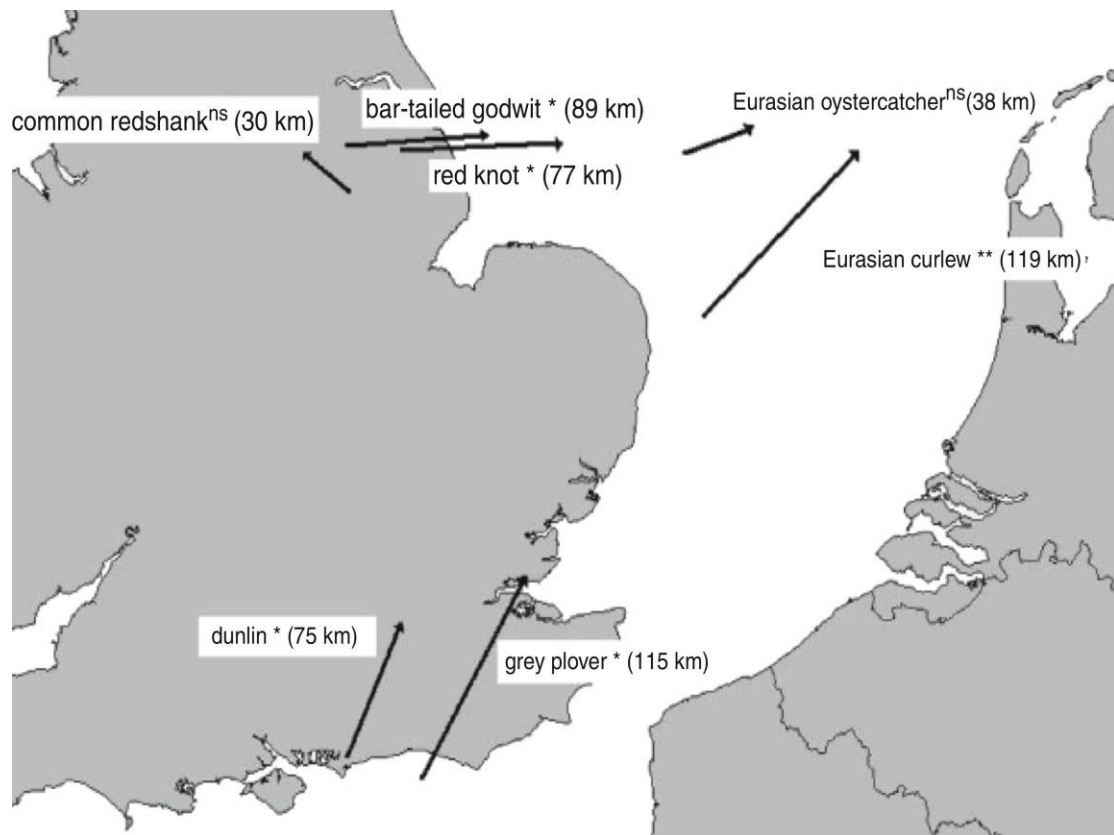 common redshank^ns (30 km)
bar-tailed godwit * (89 km)
red knot * (77 km)
Eurasian oystercatcher^ns(38 km)
Eurasian curlew ** (119 km) ,
dunlin * (75 km)
grey plover * (115 km)